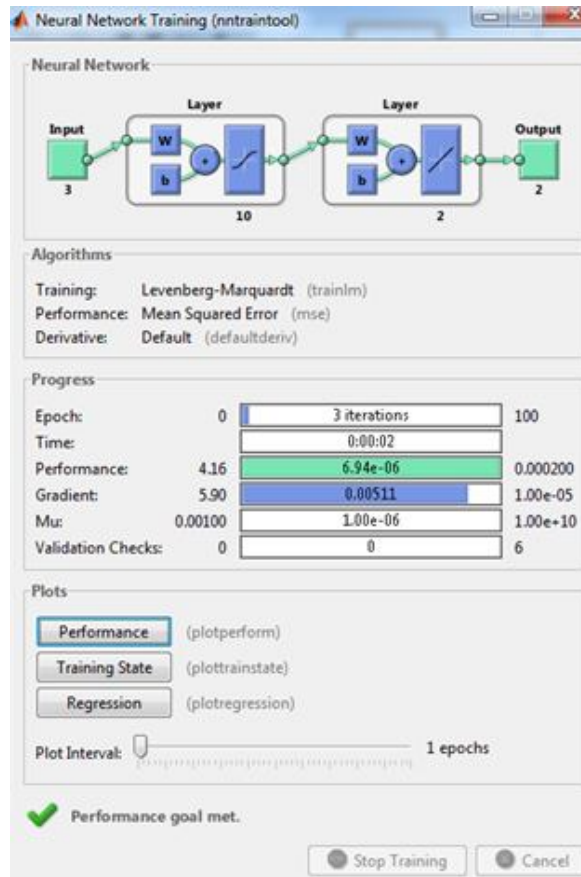 Neural Network Training (nntraintool)
Neural Network
Layer Layer
Input Output
W W
+ +
b b
3 10 2 2
Algorithms
Training: Levenberg-Marquardt (trainlm)
Performance: Mean Squared Error (mse)
Derivative: Default (defaultderiv)
Progress
Epoch: 0 3 iterations 100
Time: 0:00:02
Performance: 4.16 6.94e-06 0.000200
Gradient: 5.90 0.00511 1.00e-05
Mu: 0.00100 1.00e-06 1.00e+10
Validation Checks: 0 0 6
Plots
Performance (plotperform)
Training State (plottrainstate)
Regression (plotregression)
Plot Interval: 1 epochs
Performance goal met.
Stop Training Cancel